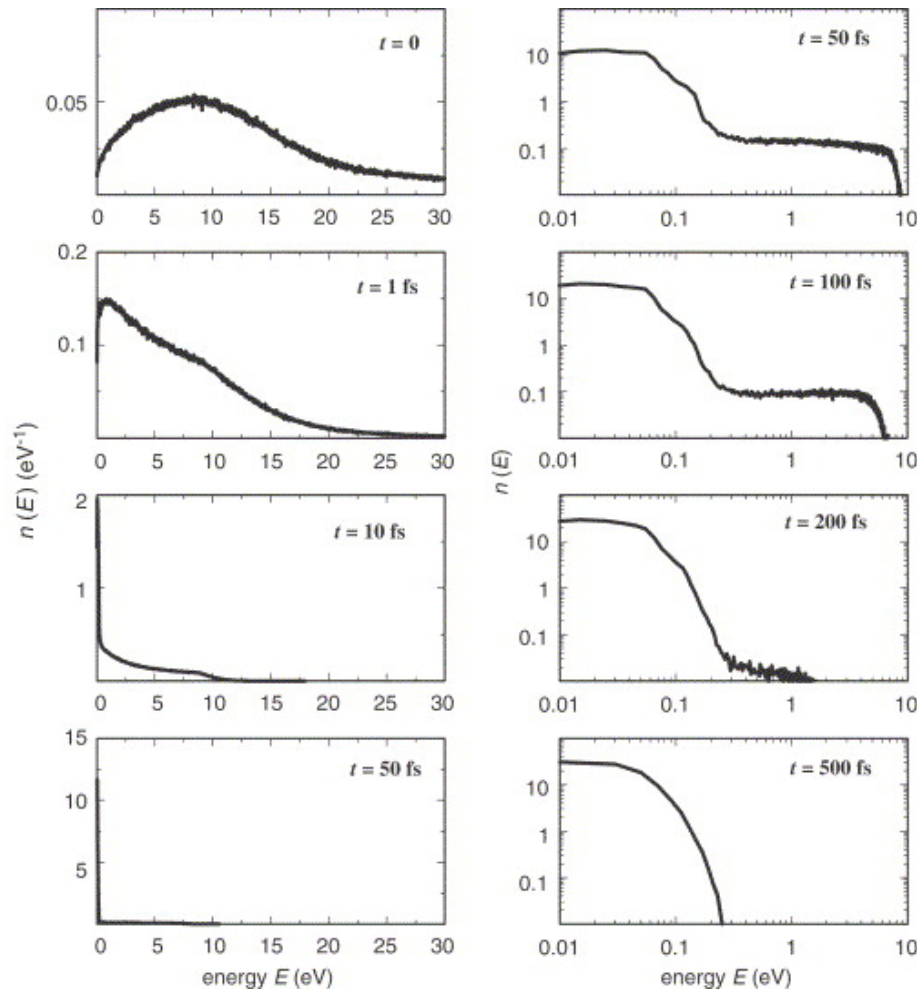 t = 0
0.05
0 5 10 15 20 25 30
0.2
t = 1 fs
0.1
0 5 10 15 20 25 30
n (E) (eV⁻¹)
2
t = 10 fs
1
0 5 10 15 20 25 30
15
t = 50 fs
10
5
0 5 10 15 20 25 30
energy E (eV)
t = 50 fs
10
1
0.1
0.01 0.1 1 10
t = 100 fs
10
1
0.1
0.01 0.1 1 10
n (E)
t = 200 fs
10
1
0.1
0.01 0.1 1 10
t = 500 fs
10
1
0.1
0.01 0.1 1 10
energy E (eV)